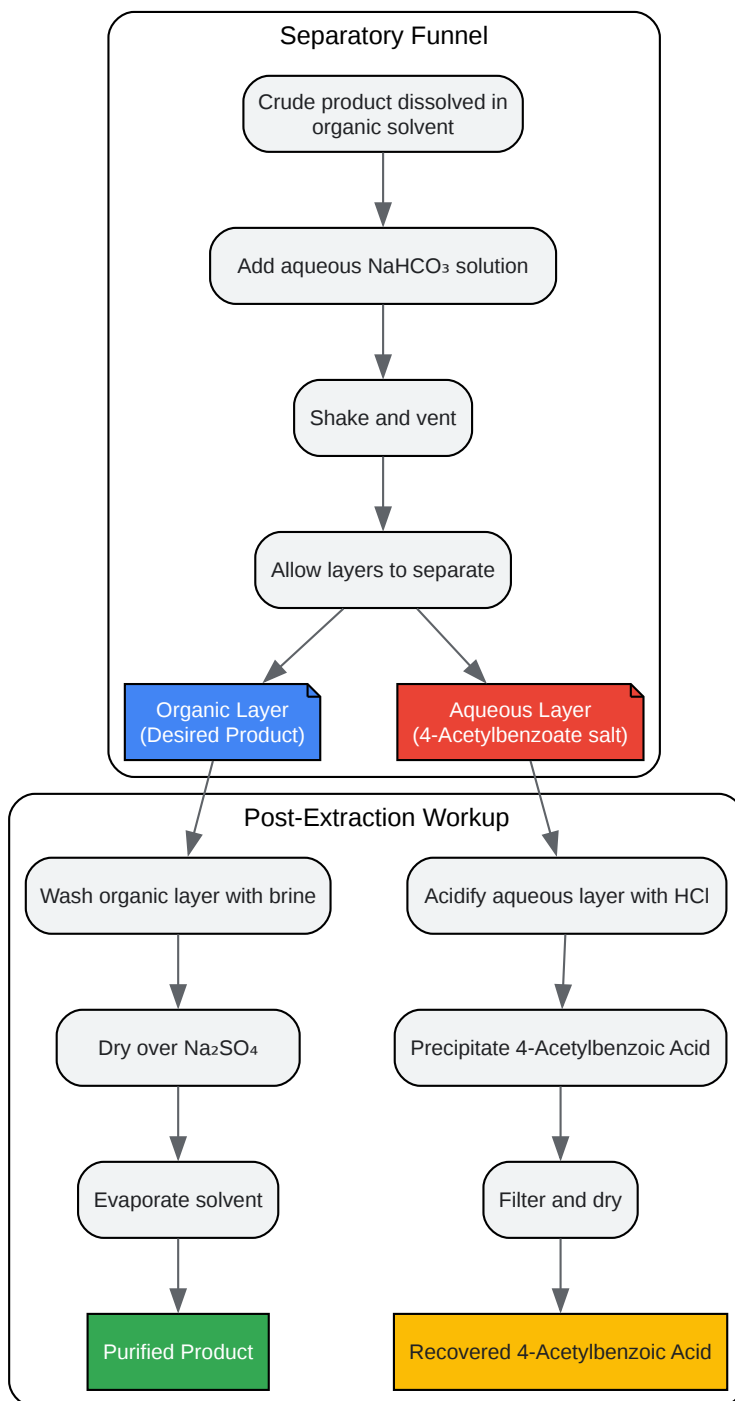 Separatory Funnel
Crude product dissolved in
organic solvent
Add aqueous NaHCO₃ solution
Shake and vent
Allow layers to separate
Organic Layer
(Desired Product)
Aqueous Layer
(4-Acetylbenzoate salt)
Post-Extraction Workup
Wash organic layer with brine
Acidify aqueous layer with HCl
Dry over Na₂SO₄
Precipitate 4-Acetylbenzoic Acid
Evaporate solvent
Filter and dry
Purified Product
Recovered 4-Acetylbenzoic Acid